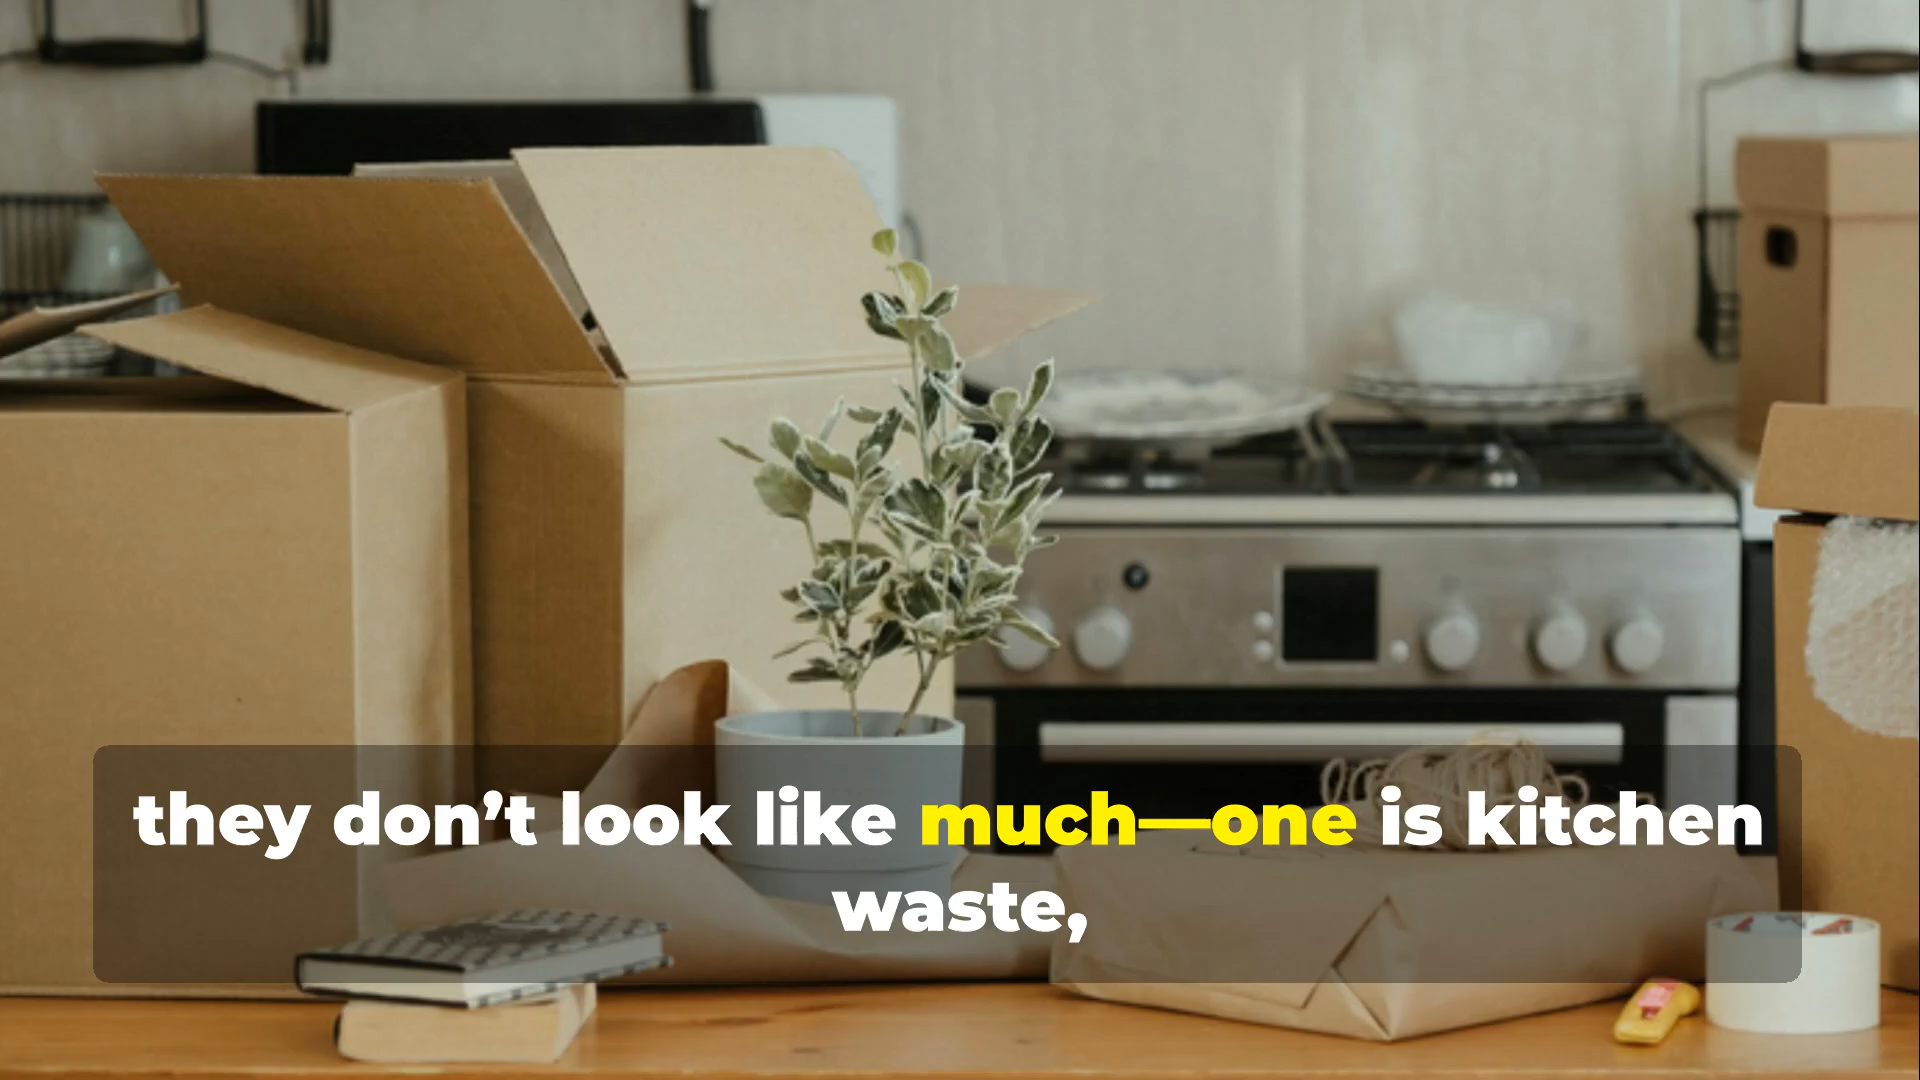 they don’t look like much—one is kitchen
waste,